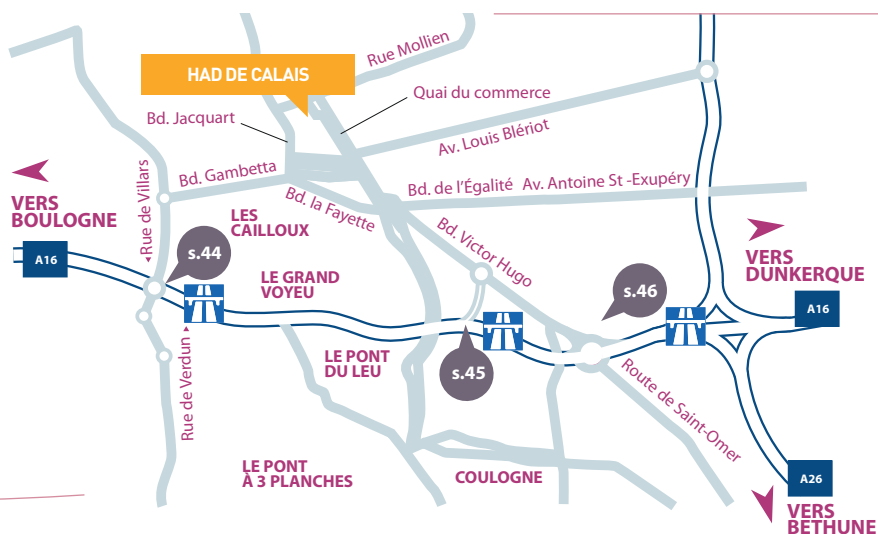 Rue Mollien
HAD DE CALAIS
Quai du commerce
Bd. Jacquart
Av. Louis Blériot
Rue de Villars
Bd. Gambetta
Bd. de l’Égalité Av. Antoine St -Exupéry
Bd. la Fayette
VERS
BOULOGNE
LES
CAILLOUX
Bd. Victor Hugo
s.44
A16
VERS
DUNKERQUE
LE GRAND
VOYEU
s.46
A16
Rue de Verdun
LE PONT
DU LEU
s.45
Route de Saint-Omer
LE PONT
À 3 PLANCHES
COULOGNE
A26
VERS
BETHUNE